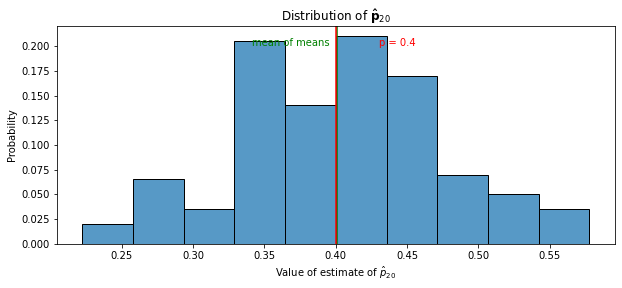 Distribution of p̂₂₀
mean of means
p = 0.4
0.200
0.175
0.150
0.125
0.100
0.075
0.050
0.025
0.000
Probability
0.25 0.30 0.35 0.40 0.45 0.50 0.55
Value of estimate of p̂₂₀